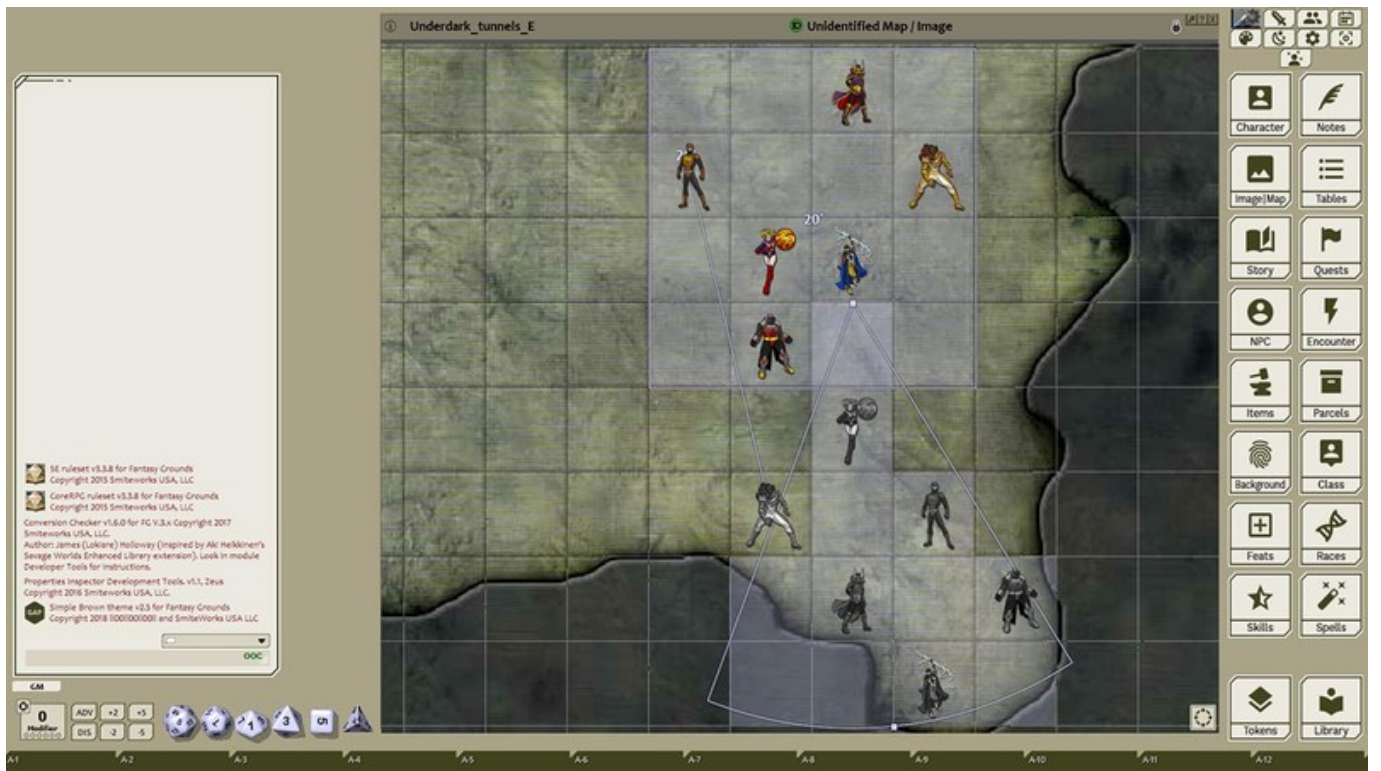 Underdark_tunnels_E
ID Unidentified Map / Image
20'
5E ruleset v3.3.8 for Fantasy Grounds
Copyright 2015 Smiteworks USA, LLC
CoreRPG ruleset v3.3.8 for Fantasy Grounds
Copyright 2015 Smiteworks USA, LLC
Conversion Checker v1.6.0 for FG V.3.x Copyright 2017
Smiteworks USA, LLC.
Author: James (Lokiare) Holloway (inspired by Aki Heikkinen's
Savage Worlds Enhanced Library extension). Look in module
Developer Tools for instructions.
Properties Inspector Development Tools. v1.1, Zeus
Copyright 2016 Smiteworks USA, LLC.
GAP
Simple Brown theme v2.5 for Fantasy Grounds
and SmiteWorks USA LLC
OOC
GM
0
Modifier
ADV
+2
+5
DIS
-2
-5
Character
Notes
Image|Map
Tables
Story
Quests
NPC
Encounter
Items
Parcels
Background
Class
Feats
Races
Skills
Spells
Tokens
Library
A-1
A-2
A-3
A-4
A-5
A-6
A-7
A-8
A-9
A-10
A-11
A-12